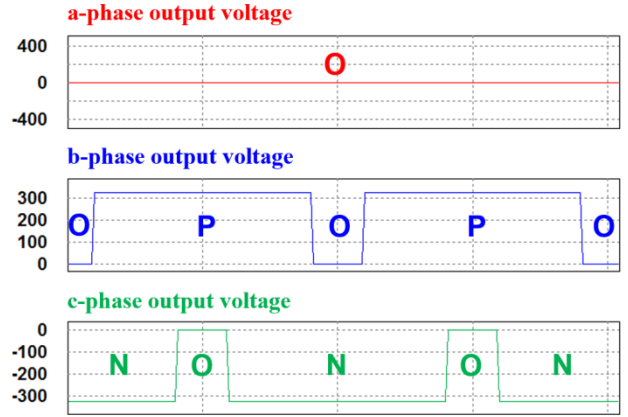 a-phase output voltage
400
O
0
-400
b-phase output voltage
300
200
O P O P O
100
0
c-phase output voltage
0
-100
N O N O N
-200
-300